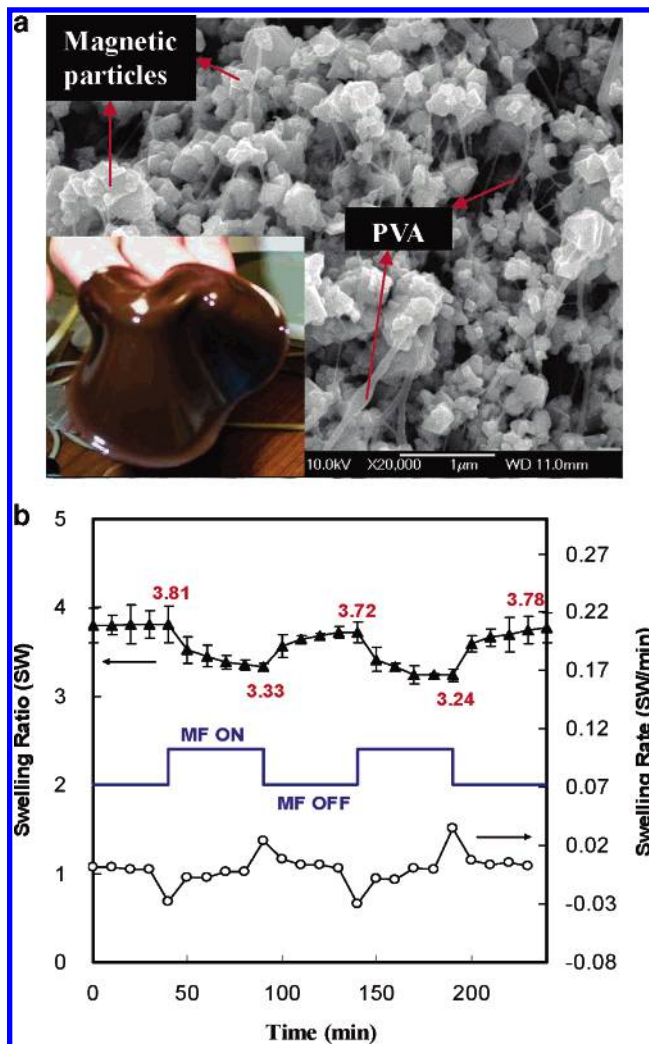 a
Magnetic
particles
PVA
10.0kV X20,000 1μm WD 11.0mm
b
5
4
3
2
1
0
Swelling Ratio (SW)
3.81
3.72
3.78
3.33
3.24
MF ON
MF OFF
0.27
0.22
0.17
0.12
0.07
0.02
-0.03
-0.08
Swelling Rate (SW/min)
0 50 100 150 200
Time (min)